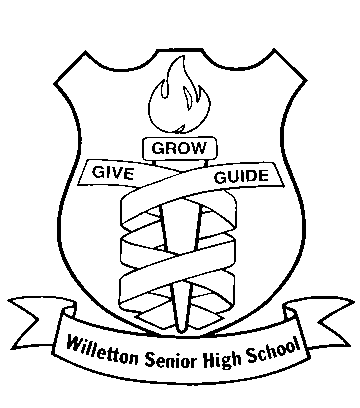 GROW
GIVE GUIDE
Willetton Senior High School